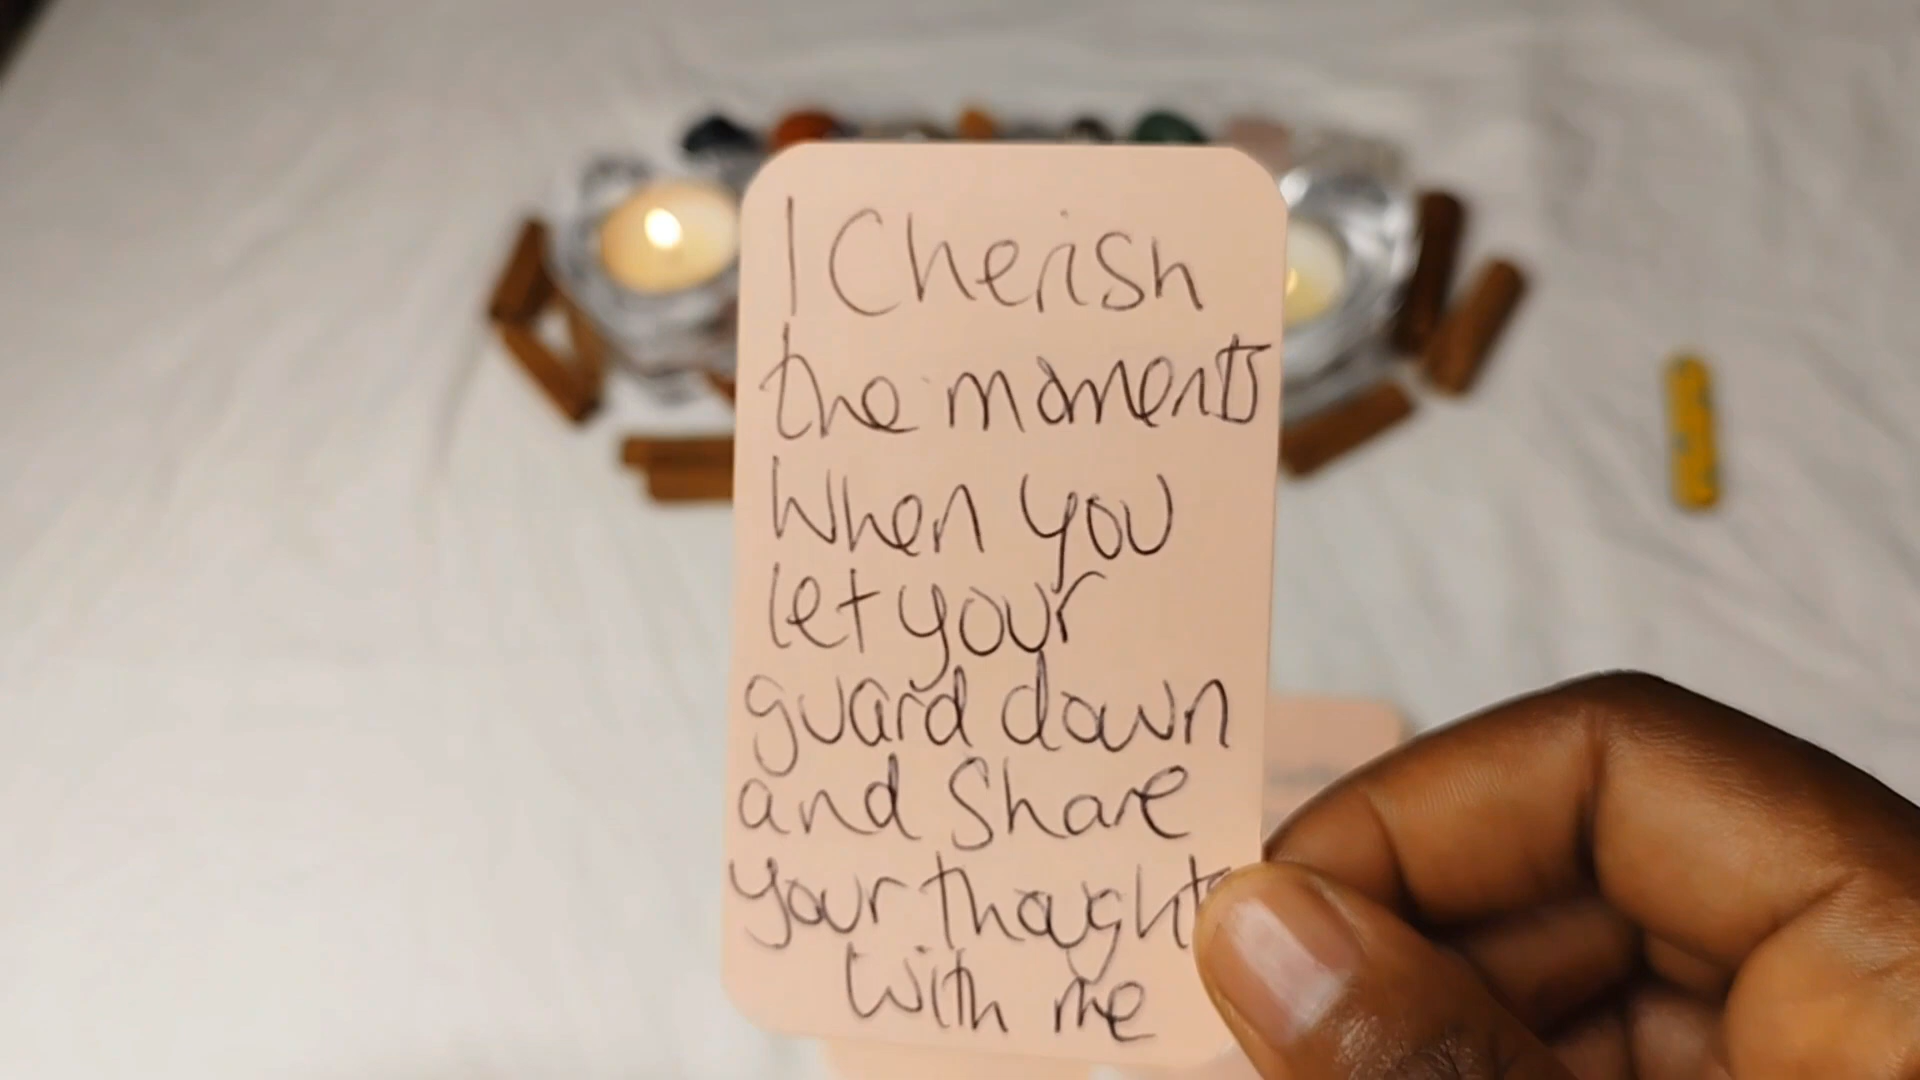 I Cherish
the moments
When you
let your
guard down
and Share
your thoughts
With me